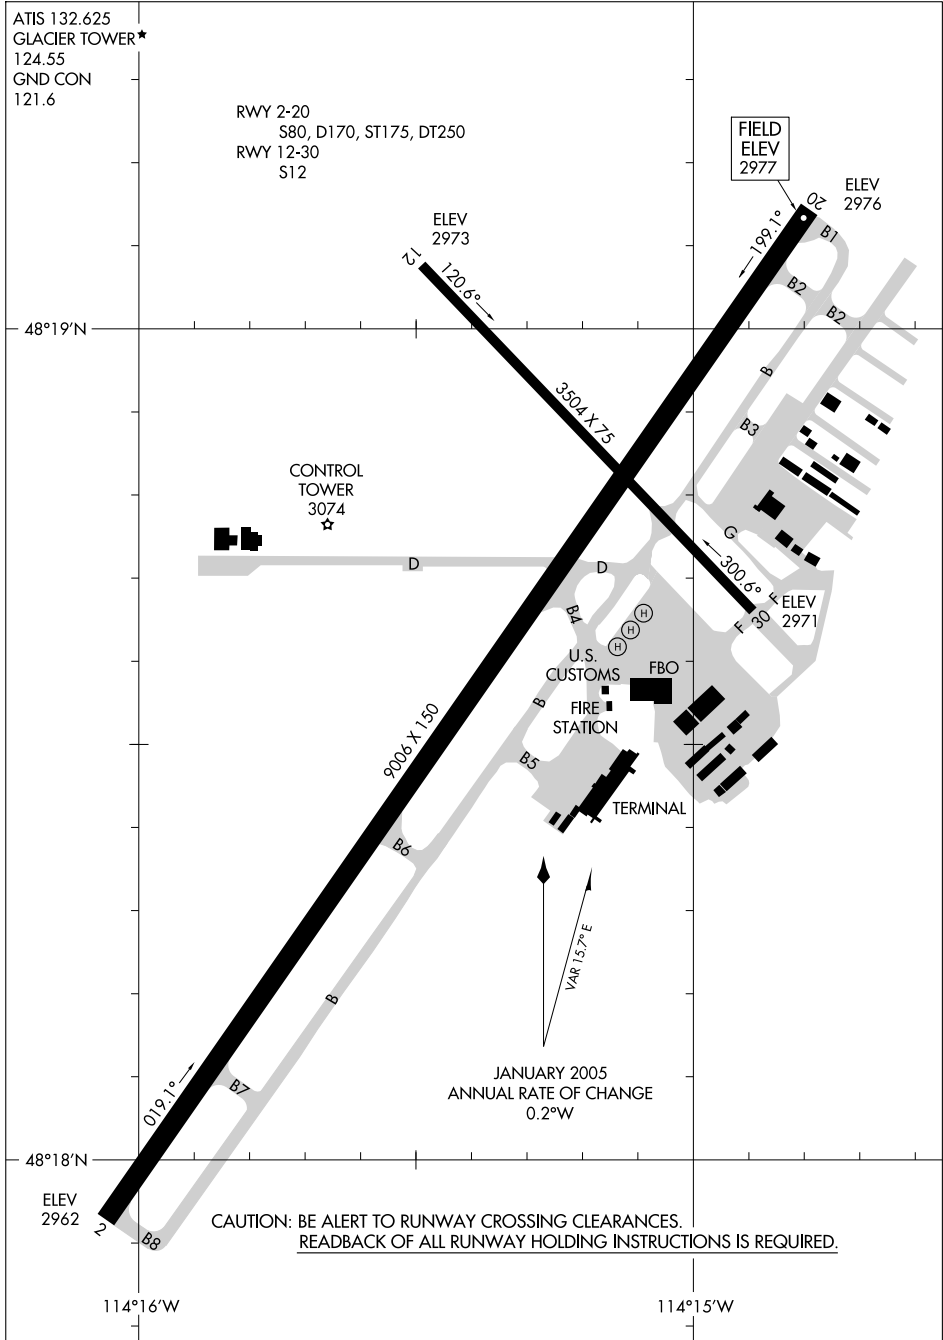 ATIS 132.625
GLACIER TOWER★
124.55
GND CON
121.6
RWY 2-20
S80, D170, ST175, DT250
RWY 12-30
S12
FIELD
ELEV
2977
ELEV
2976
20
199.1°
B1
ELEV
2973
12
120.6°
B2
B2
48°19'N
B
3504 X 75
B3
CONTROL
TOWER
3074
G
D
D
300.6°
F
F
30
ELEV
2971
B4
H
H
H
U.S.
CUSTOMS
FBO
B
FIRE
STATION
9006 X 150
B5
TERMINAL
B6
VAR 15.7° E
B
JANUARY 2005
ANNUAL RATE OF CHANGE
0.2°W
019.1°
B7
48°18'N
ELEV
2962
2
B8
CAUTION: BE ALERT TO RUNWAY CROSSING CLEARANCES.
READBACK OF ALL RUNWAY HOLDING INSTRUCTIONS IS REQUIRED.
114°16'W
114°15'W